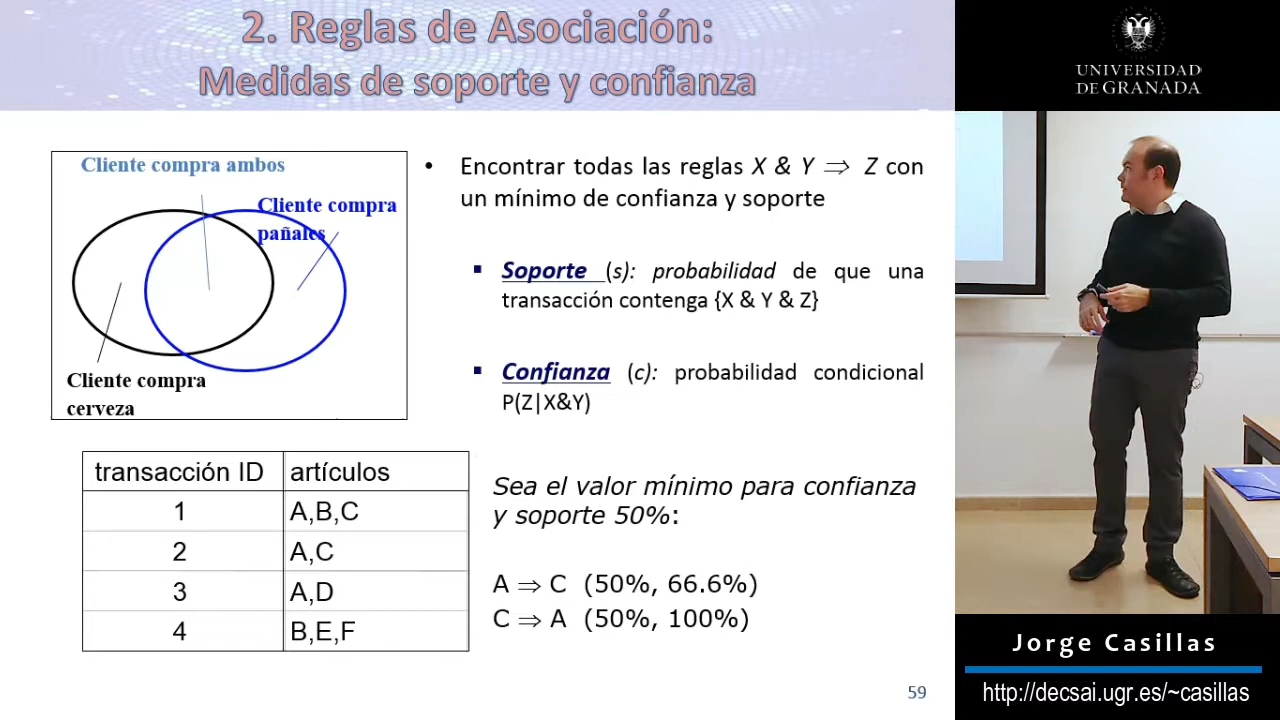 2. Reglas de Asociación:
Medidas de soporte y confianza
UNIVERSIDAD
DE GRANADA
Cliente compra ambos
Cliente compra
pañales
Cliente compra
cerveza
• Encontrar todas las reglas X & Y ⇒ Z con
un mínimo de confianza y soporte
▪ Soporte (s): probabilidad de que una
transacción contenga {X & Y & Z}
▪ Confianza (c): probabilidad condicional
P(Z|X&Y)
transacción ID artículos
1 A,B,C
2 A,C
3 A,D
4 B,E,F
Sea el valor mínimo para confianza
y soporte 50%:
A ⇒ C (50%, 66.6%)
C ⇒ A (50%, 100%)
59
Jorge Casillas
http://decsai.ugr.es/~casillas